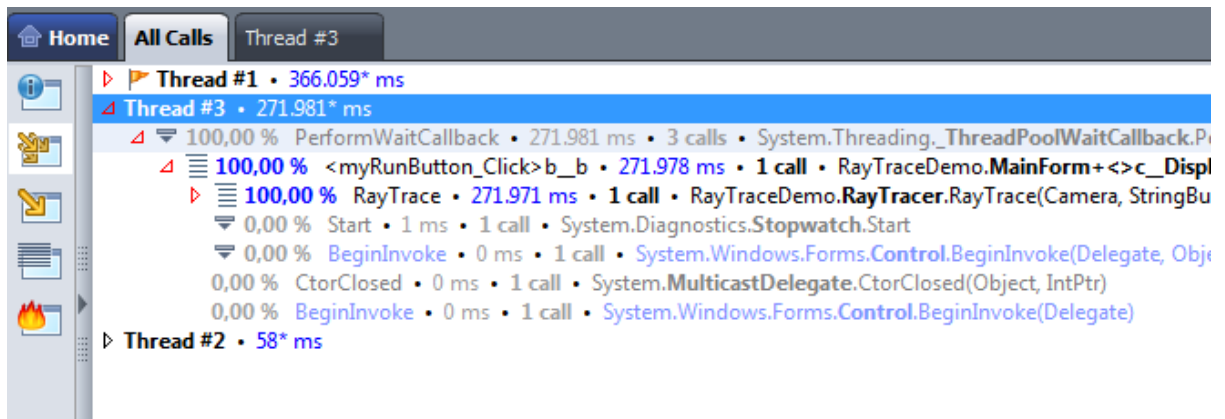 Home All Calls Thread #3
Thread #1 • 366.059* ms
Thread #3 • 271.981* ms
100,00 % PerformWaitCallback • 271.981 ms • 3 calls • System.Threading._ThreadPoolWaitCallback.Pe
100,00 % <myRunButton_Click>b__b • 271.978 ms • 1 call • RayTraceDemo.MainForm+<>c__Displ
100,00 % RayTrace • 271.971 ms • 1 call • RayTraceDemo.RayTracer.RayTrace(Camera, StringBu
0,00 % Start • 1 ms • 1 call • System.Diagnostics.Stopwatch.Start
0,00 % BeginInvoke • 0 ms • 1 call • System.Windows.Forms.Control.BeginInvoke(Delegate, Obje
0,00 % CtorClosed • 0 ms • 1 call • System.MulticastDelegate.CtorClosed(Object, IntPtr)
0,00 % BeginInvoke • 0 ms • 1 call • System.Windows.Forms.Control.BeginInvoke(Delegate)
Thread #2 • 58* ms